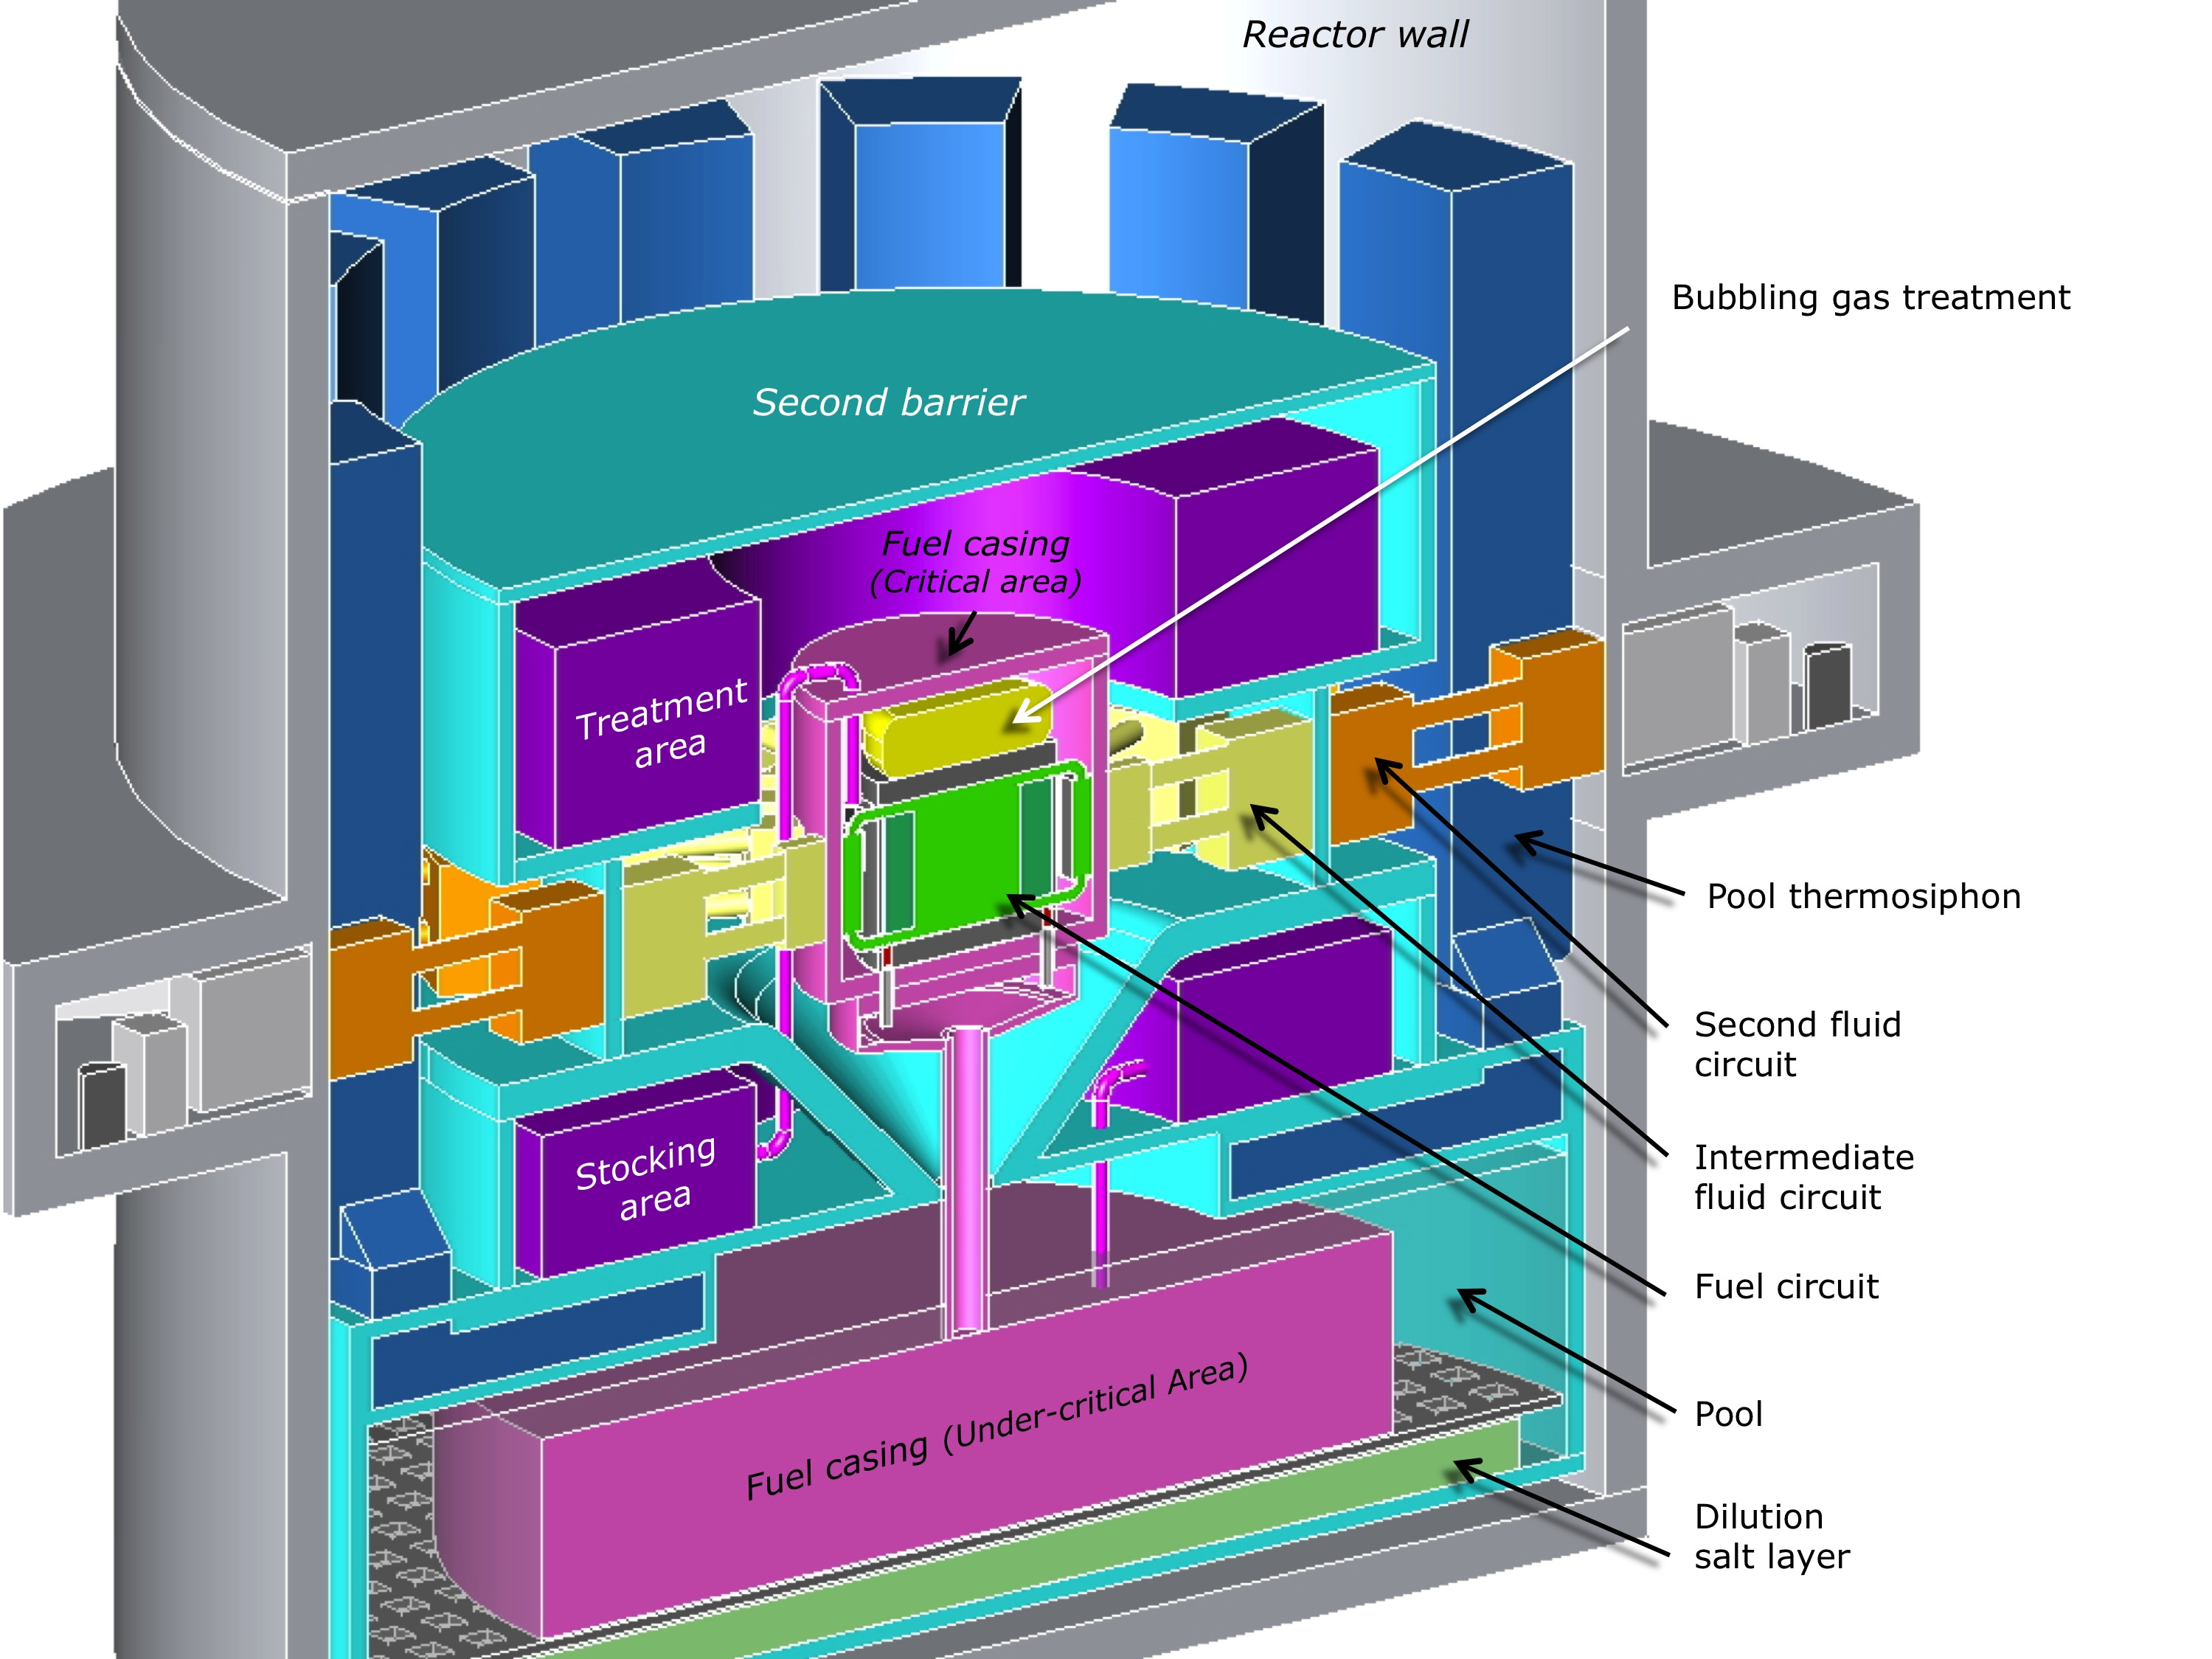 Reactor wall
Bubbling gas treatment
Second barrier
Fuel casing
(Critical area)
Treatment
area
Pool thermosiphon
Second fluid
circuit
Intermediate
fluid circuit
Stocking
area
Fuel circuit
Pool
Fuel casing (Under-critical Area)
Dilution
salt layer